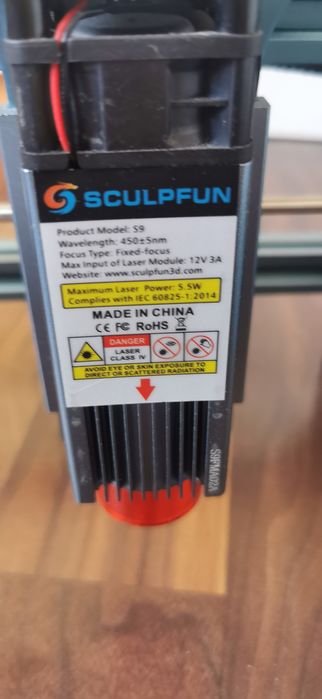 SCULPFUN
Product Model: S9
Wavelength: 450±5nm
Focus Type: Fixed-focus
Max Input of Laser Module: 12V 3A
Website: www.sculpfun3d.com
Maximum Laser Power: 5.5W
Complies with IEC 60825-1:2014
MADE IN CHINA
CE FC RoHS
DANGER
LASER
CLASS IV
AVOID EYE OR SKIN EXPOSURE TO
DIRECT OR SCATTERED RADIATION
S9FMA02A